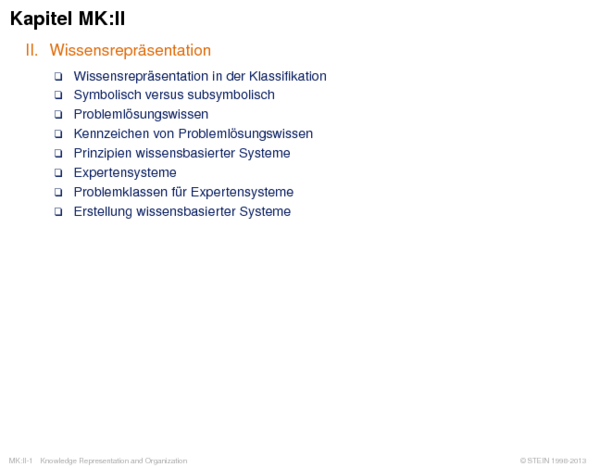 Kapitel MK:II
II. Wissensrepräsentation
❑ Wissensrepräsentation in der Klassifikation
❑ Symbolisch versus subsymbolisch
❑ Problemlösungswissen
❑ Kennzeichen von Problemlösungswissen
❑ Prinzipien wissensbasierter Systeme
❑ Expertensysteme
❑ Problemklassen für Expertensysteme
❑ Erstellung wissensbasierter Systeme
MK:II-1 Knowledge Representation and Organization © STEIN 1998-2013